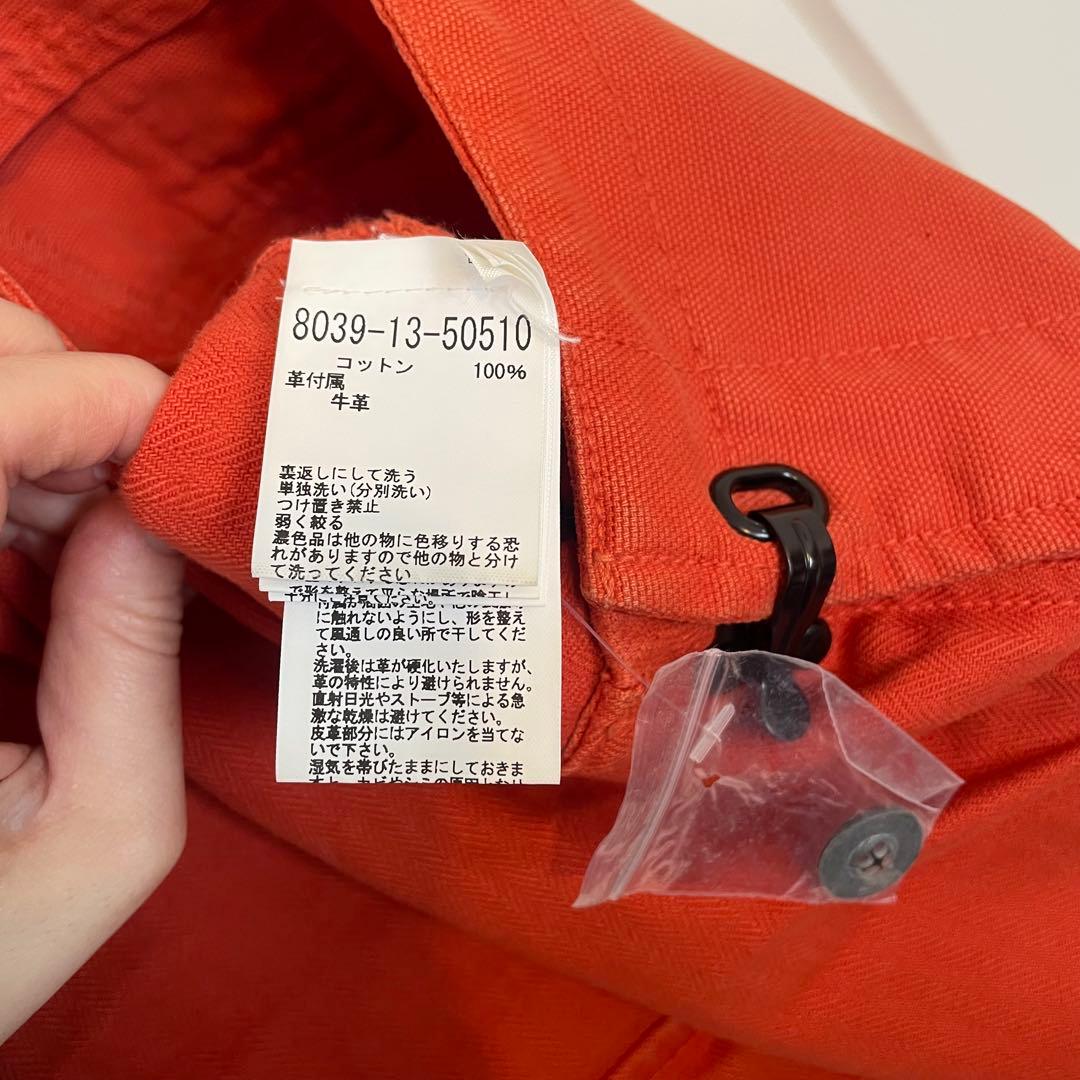 8039-13-50510
コットン 100%
革付属
牛革
裏返しにして洗う
単独洗い(分別洗い)
つけ置き禁止
弱く絞る
濃色品は他の物に色移りする恐
れがありますので他の物と分け
て洗ってください
に触れないようにし、形を整え
て風通しの良い所で干してくだ
さい。
洗濯後は革が硬化いたしますが、
革の特性により避けられません。
直射日光やストーブ等による急
激な乾燥は避けてください。
皮革部分にはアイロンを当てな
いで下さい。
湿気を帯びたままにしておきま